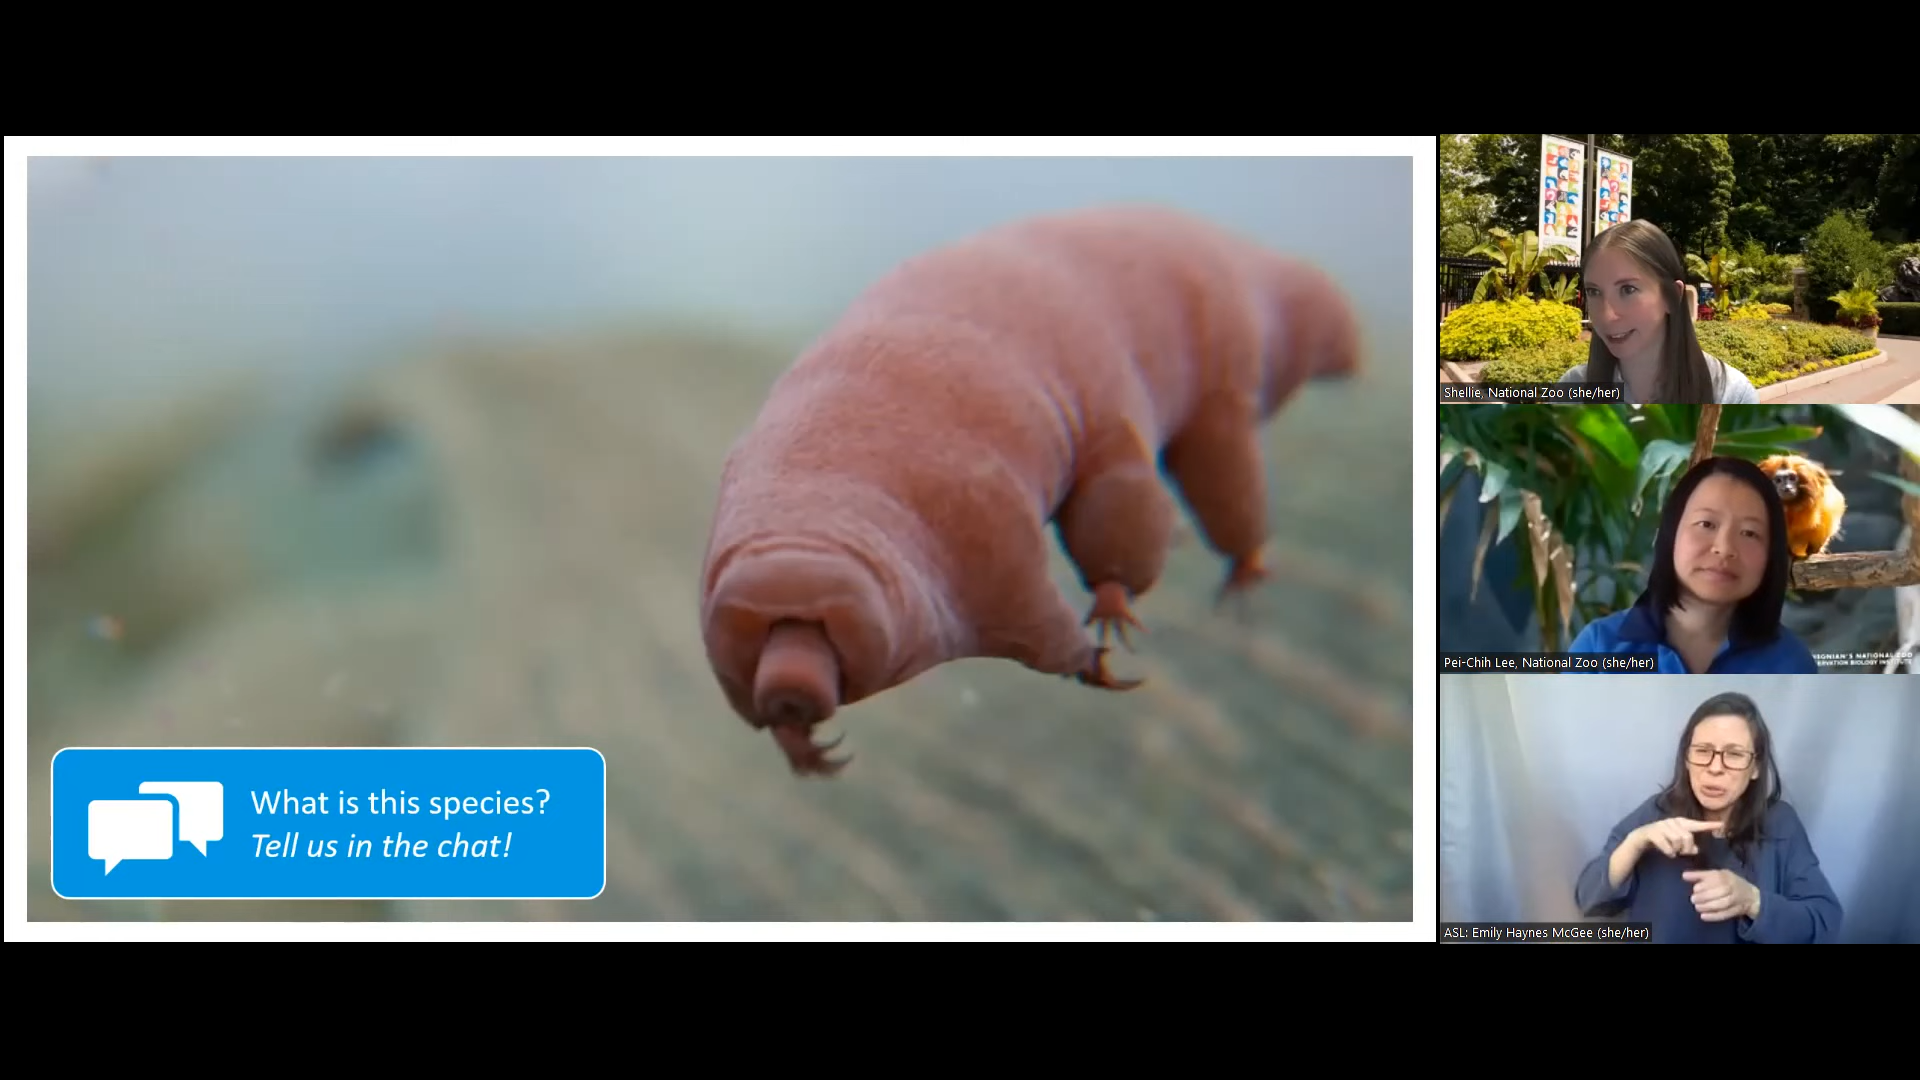 What is this species?
Tell us in the chat!
Shellie, National Zoo (she/her)
Pei-Chih Lee, National Zoo (she/her)
ASL: Emily Haynes McGee (she/her)